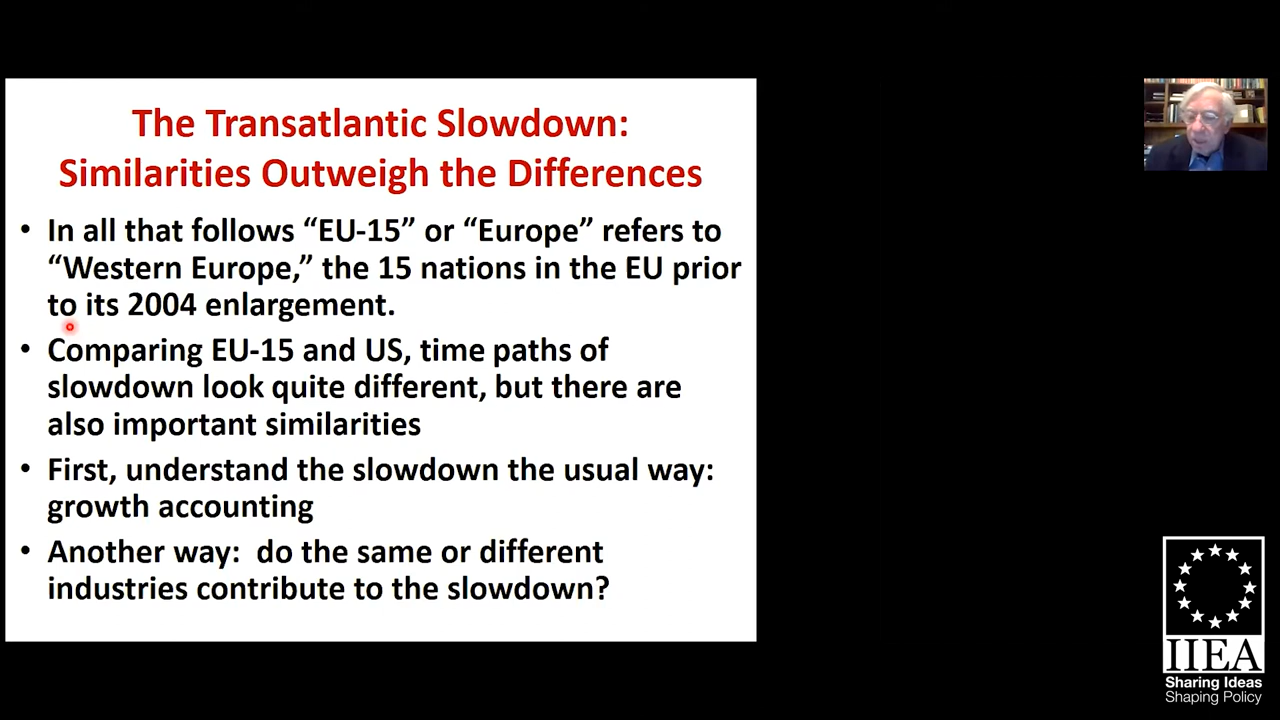 The Transatlantic Slowdown:
Similarities Outweigh the Differences
• In all that follows “EU-15” or “Europe” refers to
“Western Europe,” the 15 nations in the EU prior
to its 2004 enlargement.
• Comparing EU-15 and US, time paths of
slowdown look quite different, but there are
also important similarities
• First, understand the slowdown the usual way:
growth accounting
• Another way:  do the same or different
industries contribute to the slowdown?
IIEA
Sharing Ideas
Shaping Policy